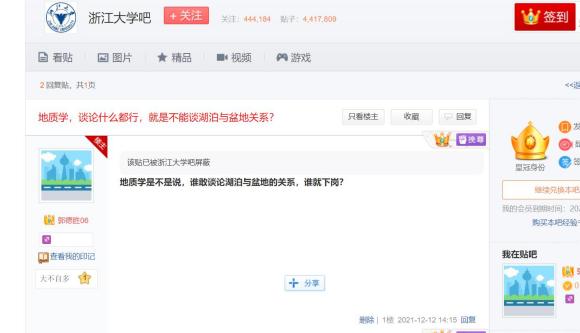 浙江大学吧
+ 关注
关注：444,184 贴子：4,417,809
签到
看贴 图片 精品 视频 游戏
2 回复贴，共1页
地质学，谈论什么都行，就是不能谈湖泊与盆地关系？
只看楼主 收藏 回复
换尊
楼主
该贴已被浙江大学吧屏蔽
地质学是不是说，谁敢谈论湖泊与盆地的关系，谁就下岗？
郭德胜06
查看我的印记
大不自多
分享
删除 | 1楼 2021-12-12 14:15 回复
皇冠身份
继续兑换本吧
我的会员到期时间：202
购买本吧经验
我在贴吧